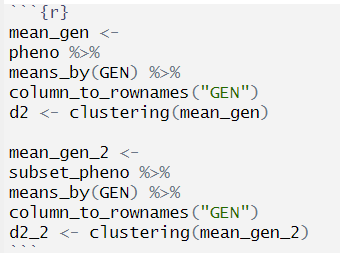 ```{r}
mean_gen <-
pheno %>%
means_by(GEN) %>%
column_to_rownames("GEN")
d2 <- clustering(mean_gen)

mean_gen_2 <-
subset_pheno %>%
means_by(GEN) %>%
column_to_rownames("GEN")
d2_2 <- clustering(mean_gen_2)
```